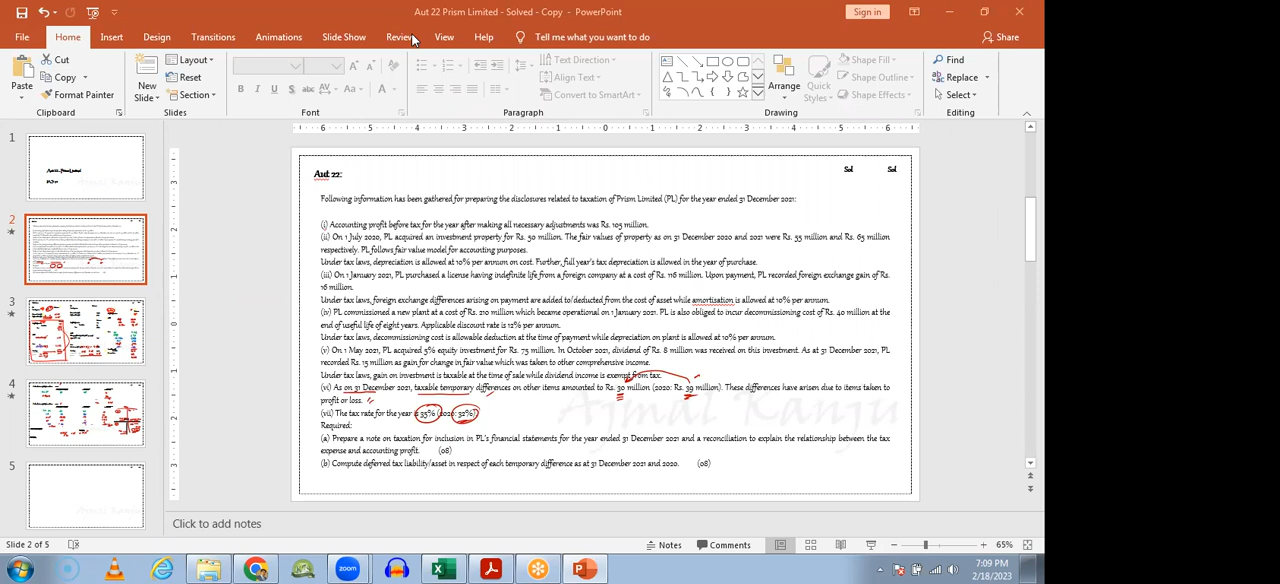 Aut 22 Prism Limited - Solved - Copy - PowerPoint
Sign in
File Home Insert Design Transitions Animations Slide Show Review View Help Tell me what you want to do Share
Paste
Cut
Copy
Format Painter
Clipboard
New Slide
Layout
Reset
Section
Slides
Font
Text Direction
Align Text
Convert to SmartArt
Paragraph
Arrange
Quick Styles
Shape Fill
Shape Outline
Shape Effects
Drawing
Find
Replace
Select
Editing
1
2
3
4
5
Aut 22: Sol Sol
Following information has been gathered for preparing the disclosures related to taxation of Prism Limited (PL) for the year ended 31 December 2021:
(i) Accounting profit before tax for the year after making all necessary adjustments was Rs. 105 million.
(ii) On 1 July 2020, PL acquired an investment property for Rs. 50 million. The fair values of property as on 31 December 2020 and 2021 were Rs. 55 million and Rs. 65 million
respectively. PL follows fair value model for accounting purposes.
Under tax laws, depreciation is allowed at 10% per annum on cost. Further, full year's tax depreciation is allowed in the year of purchase.
(iii) On 1 January 2021, PL purchased a license having indefinite life from a foreign company at a cost of Rs. 116 million. Upon payment, PL recorded foreign exchange gain of Rs.
16 million.
Under tax laws, foreign exchange differences arising on payment are added to/deducted from the cost of asset while amortisation is allowed at 10% per annum.
(iv) PL commissioned a new plant at a cost of Rs. 210 million which became operational on 1 January 2021. PL is also obliged to incur decommissioning cost of Rs. 40 million at the
end of useful life of eight years. Applicable discount rate is 12% per annum.
Under tax laws, decommissioning cost is allowable deduction at the time of payment while depreciation on plant is allowed at 10% per annum.
(v) On 1 May 2021, PL acquired 5% equity investment for Rs. 75 million. In October 2021, dividend of Rs. 8 million was received on this investment. As at 31 December 2021, PL
recorded Rs. 15 million as gain for change in fair value which was taken to other comprehensive income.
Under tax laws, gain on investment is taxable at the time of sale while dividend income is exempt from tax.
(vi) As on 31 December 2021, taxable temporary differences on other items amounted to Rs. 30 million (2020: Rs. 39 million). These differences have arisen due to items taken to
profit or loss.
(vii) The tax rate for the year is 35% (2020: 32%)
Required:
(a) Prepare a note on taxation for inclusion in PL's financial statements for the year ended 31 December 2021 and a reconciliation to explain the relationship between the tax
expense and accounting profit. (08)
(b) Compute deferred tax liability/asset in respect of each temporary difference as at 31 December 2021 and 2020. (08)
Ajmal Kanju
Click to add notes
Slide 2 of 5
Notes
Comments
65%
zoom
7:09 PM
2/18/2023